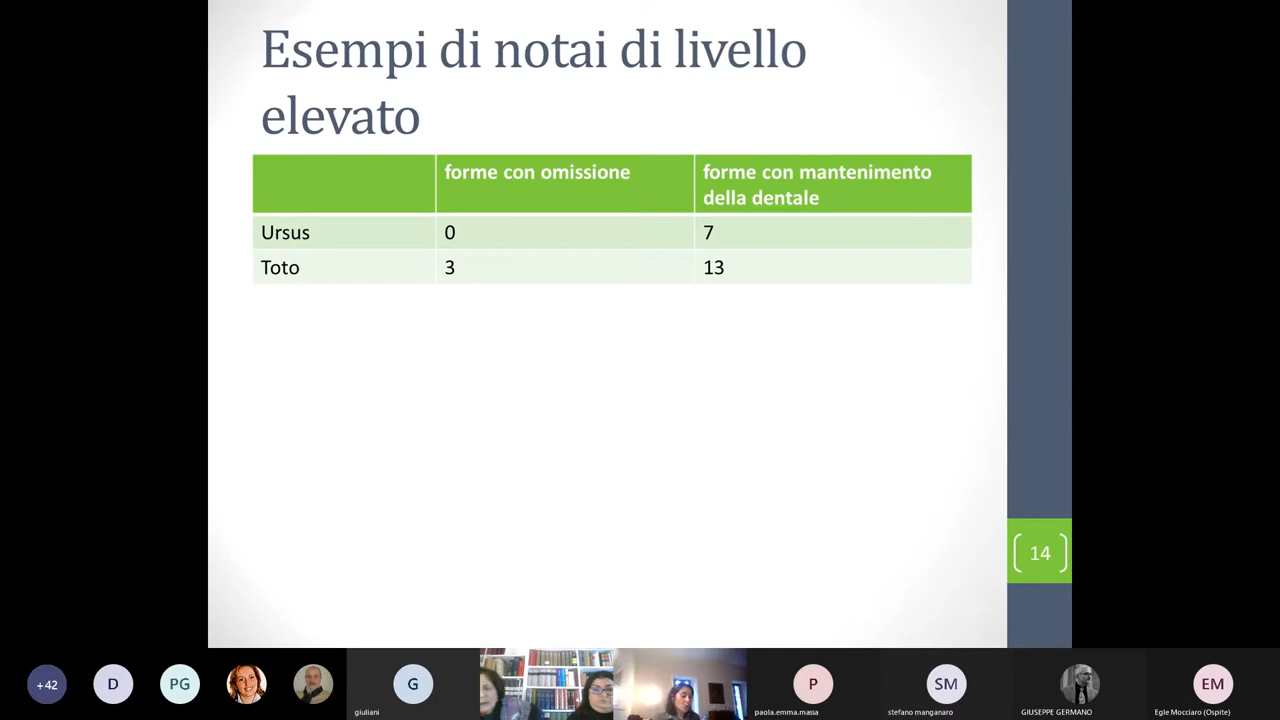 Esempi di notai di livello
elevato
forme con omissione
forme con mantenimento
della dentale
Ursus 0 7
Toto 3 13
14
+42 D PG G P SM EM
giuliani paola.emma.massa stefano manganaro GIUSEPPE GERMANO Egle Mocciaro (Ospite)